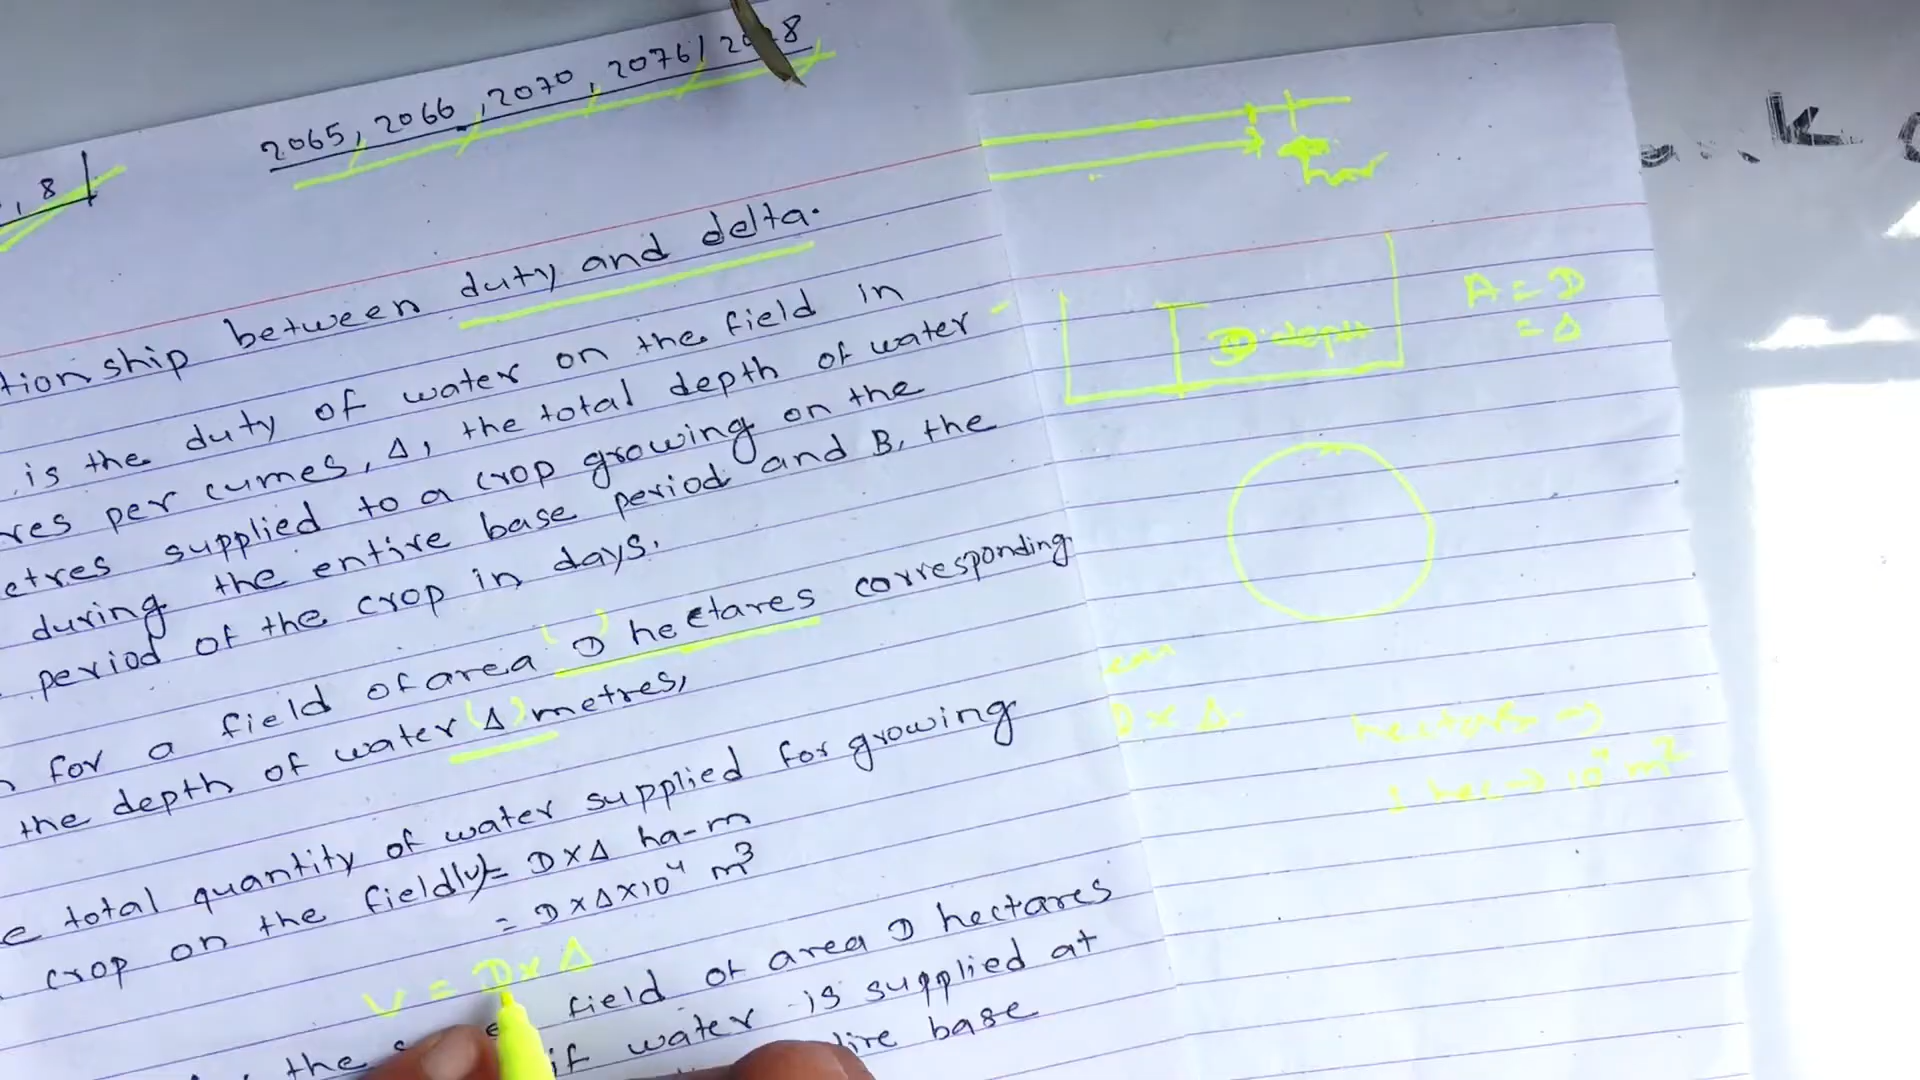 2065, 2066, 2070, 2076/
, 8
tionship between duty and delta.
is the duty of water on the field in
res per cumes, Δ, the total depth of water
etres supplied to a crop growing on the
during the entire base period and B, the
period of the crop in days.
for a field of area D hectares corresponding
the depth of water (Δ) metres,
e total quantity of water supplied for growing
crop on the field(V)= D×Δ ha-m
= D×Δ×10⁴ m³
V = D×Δ
the field of area D hectares
if water is supplied at
base
A = D
= Δ
D×Δ
hectares →
1 hec → 10⁴ m²